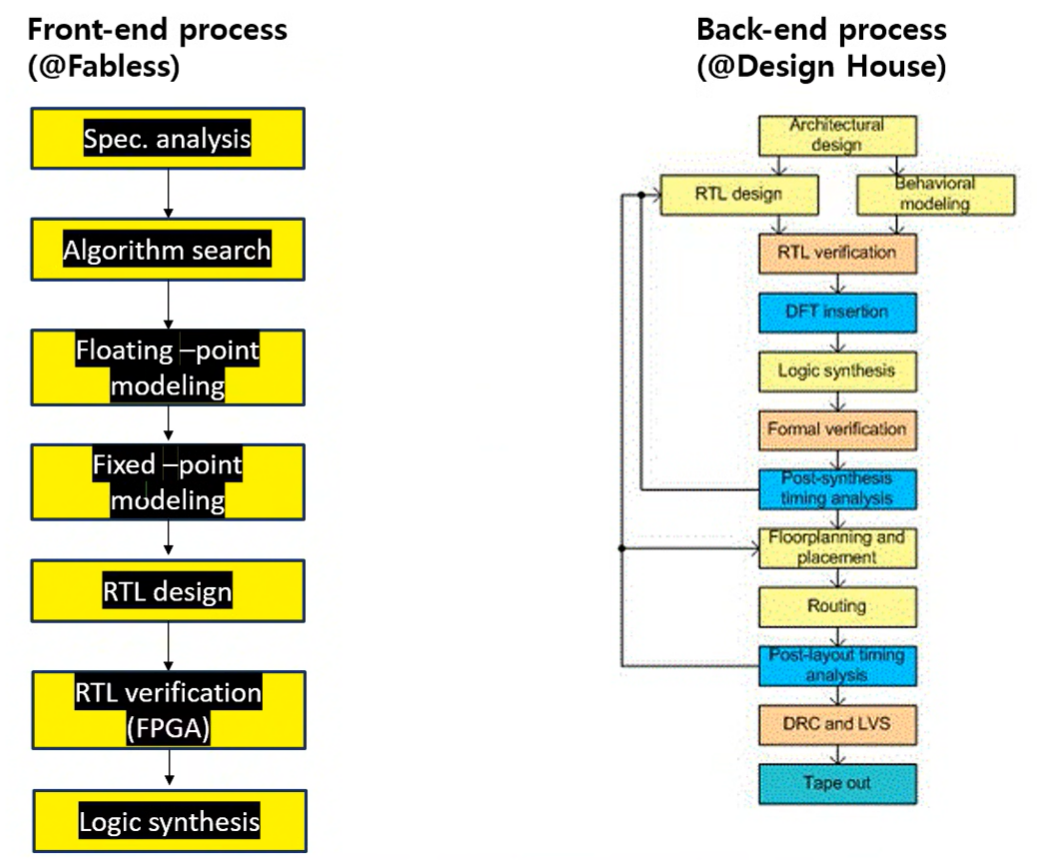 Front-end process
(@Fabless)
Spec. analysis
Algorithm search
Floating –point
modeling
Fixed –point
modeling
RTL design
RTL verification
(FPGA)
Logic synthesis
Back-end process
(@Design House)
Architectural
design
RTL design
Behavioral
modeling
RTL verification
DFT insertion
Logic synthesis
Formal verification
Post-synthesis
timing analysis
Floorplanning and
placement
Routing
Post-layout timing
analysis
DRC and LVS
Tape out